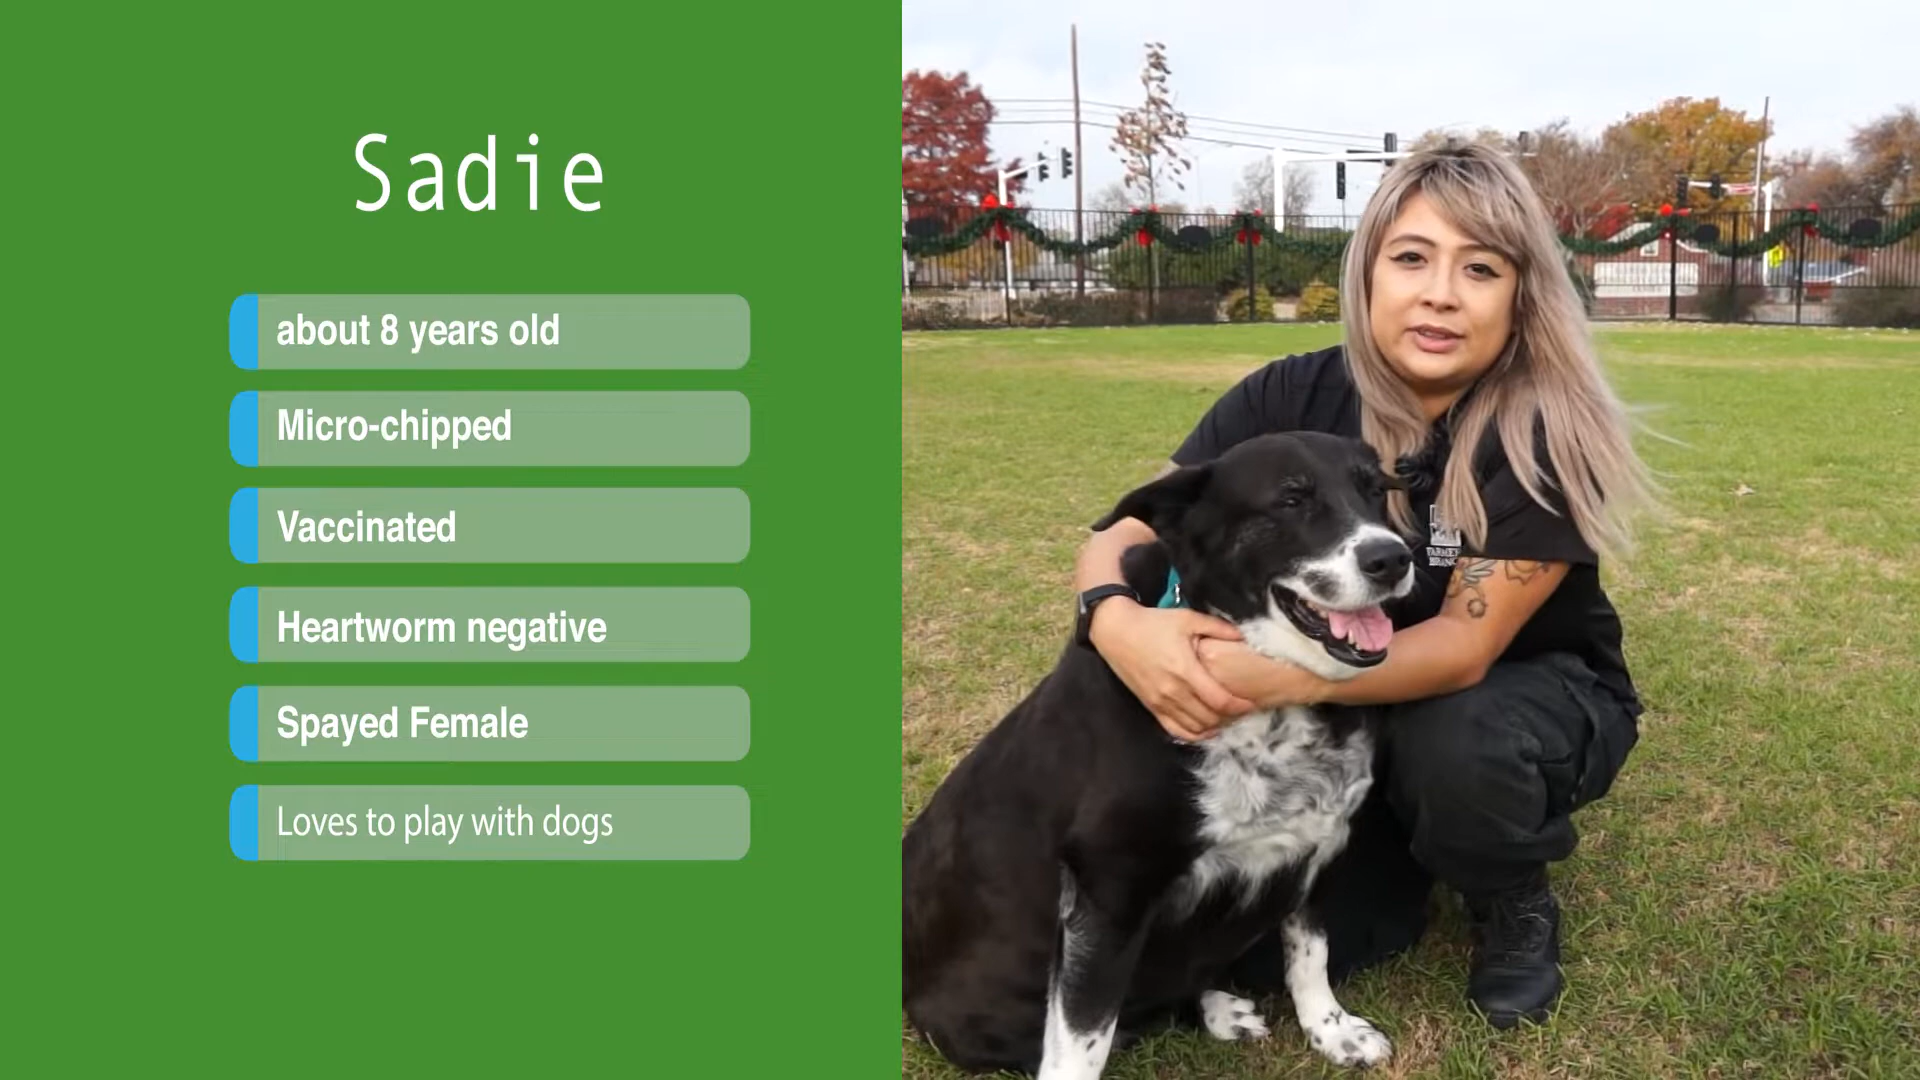 Sadie
about 8 years old
Micro-chipped
Vaccinated
Heartworm negative
Spayed Female
Loves to play with dogs